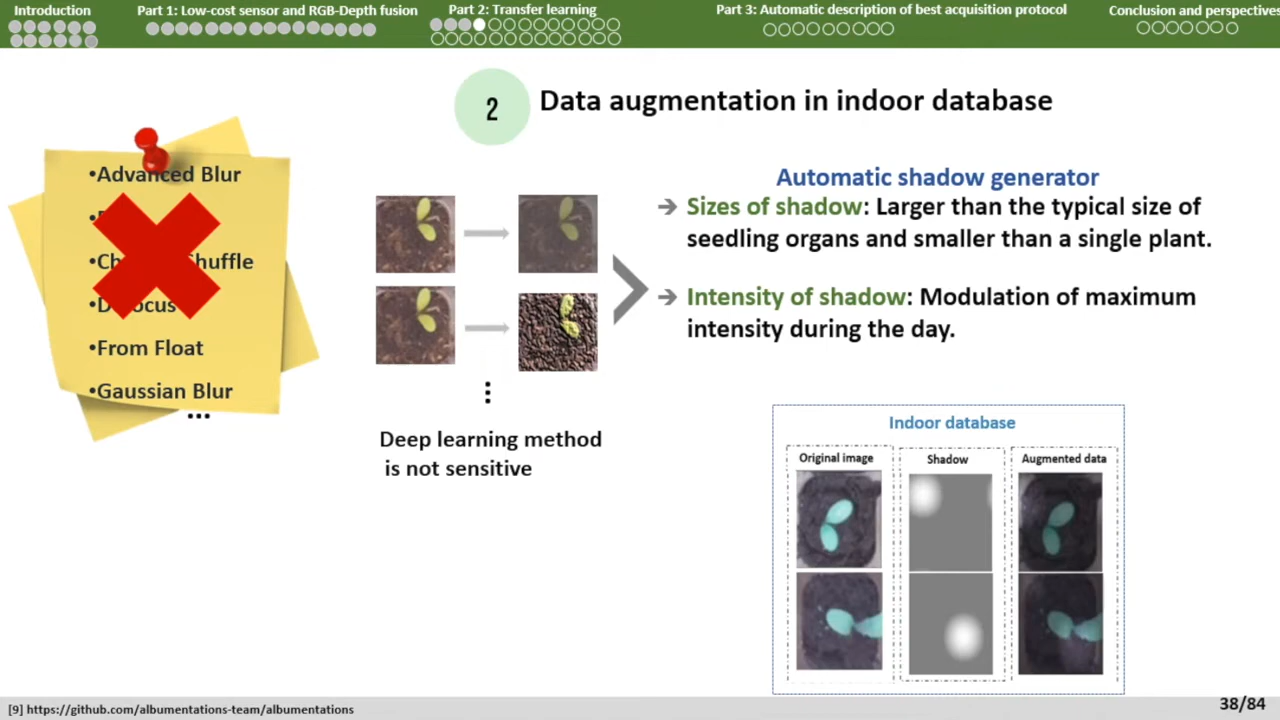 Introduction
Part 1: Low-cost sensor and RGB-Depth fusion
Part 2: Transfer learning
Part 3: Automatic description of best acquisition protocol
Conclusion and perspectives
2
Data augmentation in indoor database
•Advanced Blur
•From Float
•Gaussian Blur
...
Deep learning method
is not sensitive
Automatic shadow generator
Sizes of shadow: Larger than the typical size of
seedling organs and smaller than a single plant.
Intensity of shadow: Modulation of maximum
intensity during the day.
Indoor database
Original image
Shadow
Augmented data
[9] https://github.com/albumentations-team/albumentations
38/84